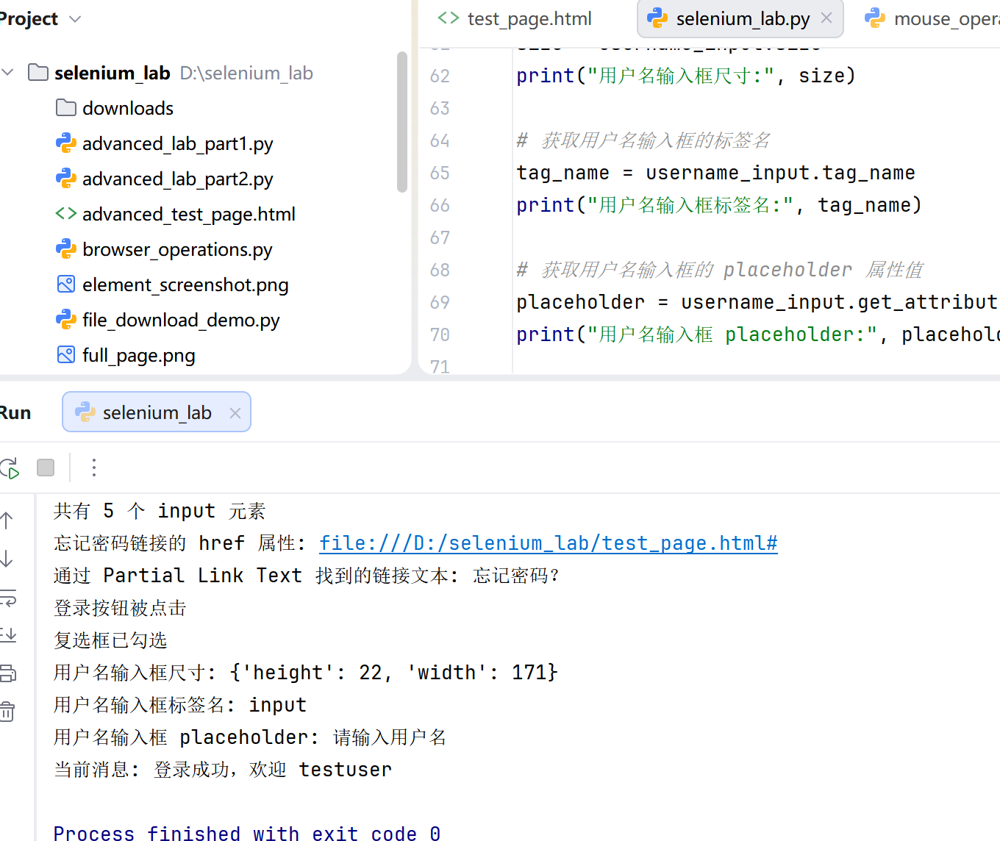 Project
selenium_lab D:\selenium_lab
downloads
advanced_lab_part1.py
advanced_lab_part2.py
advanced_test_page.html
browser_operations.py
element_screenshot.png
file_download_demo.py
full_page.png
test_page.html
selenium_lab.py
mouse_opera
62 print("用户名输入框尺寸:", size)
63
64 # 获取用户名输入框的标签名
65 tag_name = username_input.tag_name
66 print("用户名输入框标签名:", tag_name)
67
68 # 获取用户名输入框的 placeholder 属性值
69 placeholder = username_input.get_attribut
70 print("用户名输入框 placeholder:", placehold
71
Run
selenium_lab
共有 5 个 input 元素
忘记密码链接的 href 属性: file:///D:/selenium_lab/test_page.html#
通过 Partial Link Text 找到的链接文本: 忘记密码?
登录按钮被点击
复选框已勾选
用户名输入框尺寸: {'height': 22, 'width': 171}
用户名输入框标签名: input
用户名输入框 placeholder: 请输入用户名
当前消息: 登录成功，欢迎 testuser
Process finished with exit code 0